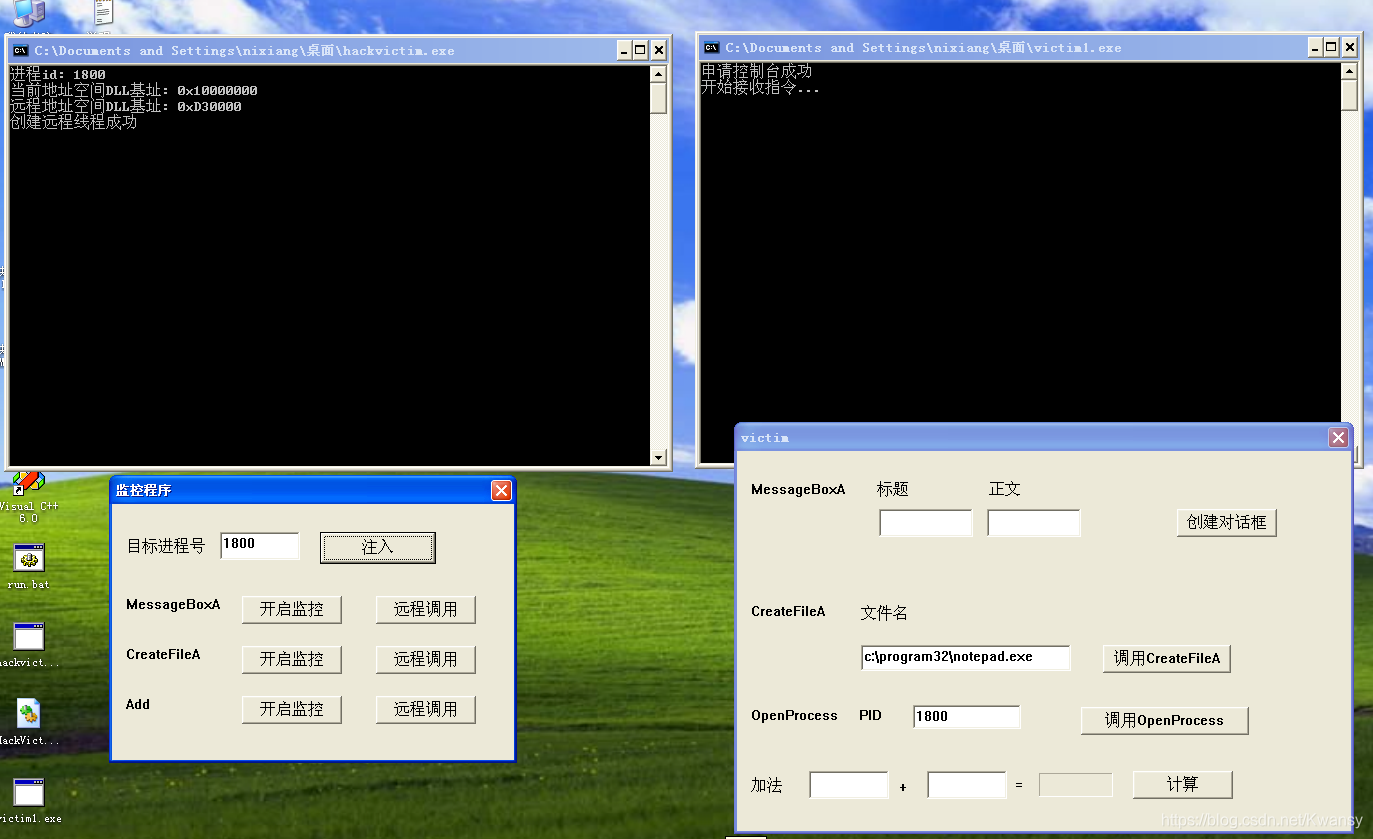 C:\Documents and Settings\nixiang\桌面\hackvictim.exe
进程id: 1800
当前地址空间DLL基址: 0x10000000
远程地址空间DLL基址: 0xD30000
创建远程线程成功
C:\Documents and Settings\nixiang\桌面\victim1.exe
申请控制台成功
开始接收指令...
Visual C++
6.0
run.bat
hackvict...
HackVict...
victim1.exe
监控程序
目标进程号 1800 注入
MessageBoxA 开启监控 远程调用
CreateFileA 开启监控 远程调用
Add 开启监控 远程调用
victim
MessageBoxA 标题 正文
创建对话框
CreateFileA 文件名
c:\program32\notepad.exe 调用CreateFileA
OpenProcess PID 1800 调用OpenProcess
加法 + = 计算
https://blog.csdn.net/Kwansy